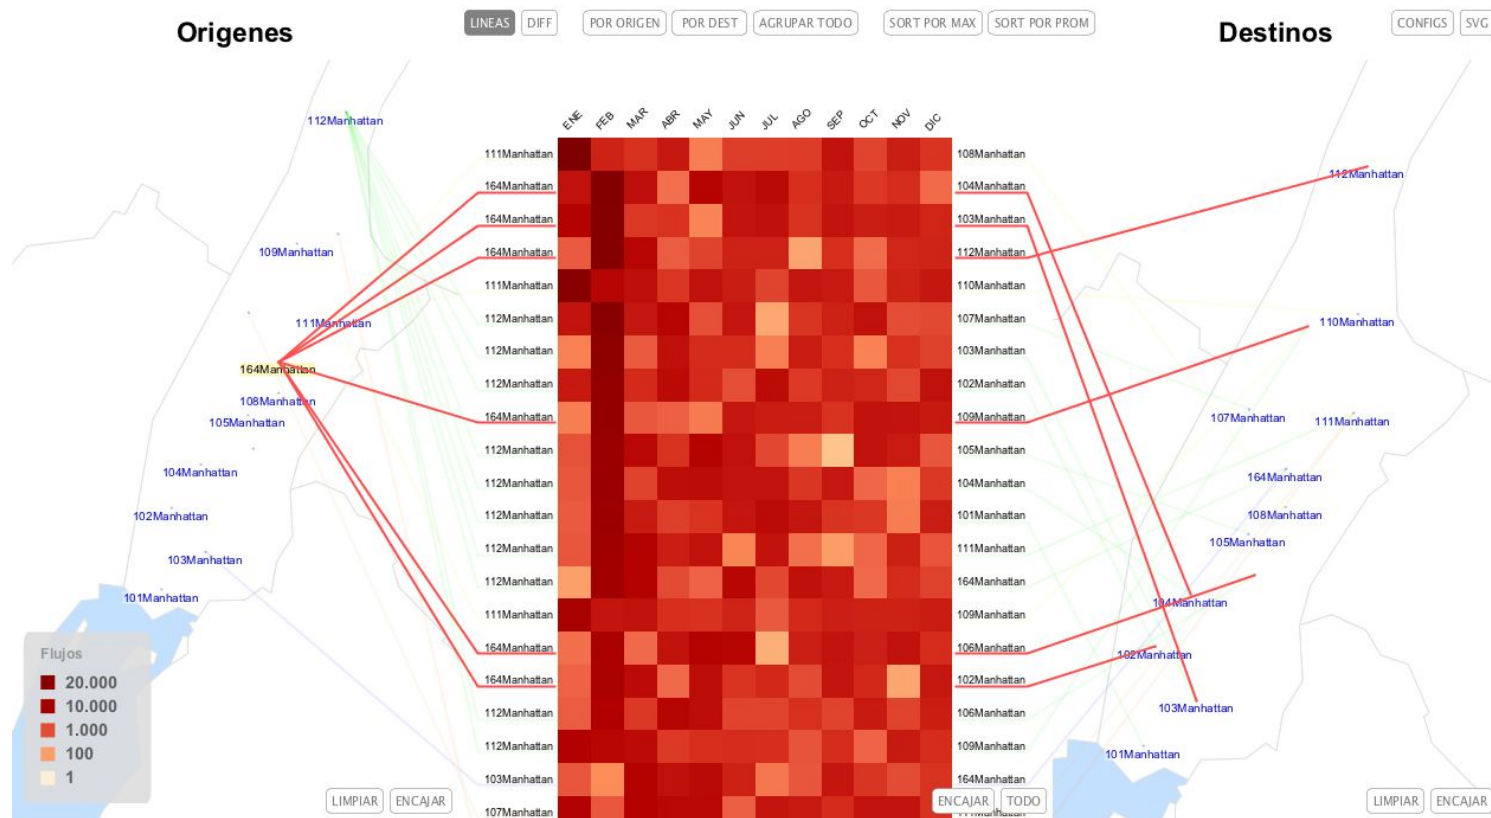 Origenes
LINEAS DIFF POR ORIGEN POR DEST AGRUPAR TODO SORT POR MAX SORT POR PROM
Destinos
CONFIGS SVG
ENE FEB MAR ABR MAY JUN JUL AGO SEP OCT NOV DIC
112Manhattan
109Manhattan
111Manhattan
164Manhattan
108Manhattan
105Manhattan
104Manhattan
102Manhattan
103Manhattan
101Manhattan
Flujos
20.000
10.000
1.000
100
1
LIMPIAR ENCAJAR
111Manhattan 108Manhattan
164Manhattan 104Manhattan
164Manhattan 103Manhattan
164Manhattan 112Manhattan
111Manhattan 110Manhattan
112Manhattan 107Manhattan
112Manhattan 103Manhattan
112Manhattan 102Manhattan
164Manhattan 109Manhattan
112Manhattan 105Manhattan
112Manhattan 104Manhattan
112Manhattan 101Manhattan
112Manhattan 111Manhattan
112Manhattan 164Manhattan
111Manhattan 109Manhattan
164Manhattan 106Manhattan
164Manhattan 102Manhattan
112Manhattan 106Manhattan
112Manhattan 109Manhattan
103Manhattan 164Manhattan
107Manhattan
ENCAJAR TODO
112Manhattan
110Manhattan
107Manhattan
111Manhattan
164Manhattan
108Manhattan
105Manhattan
104Manhattan
102Manhattan
103Manhattan
101Manhattan
LIMPIAR ENCAJAR